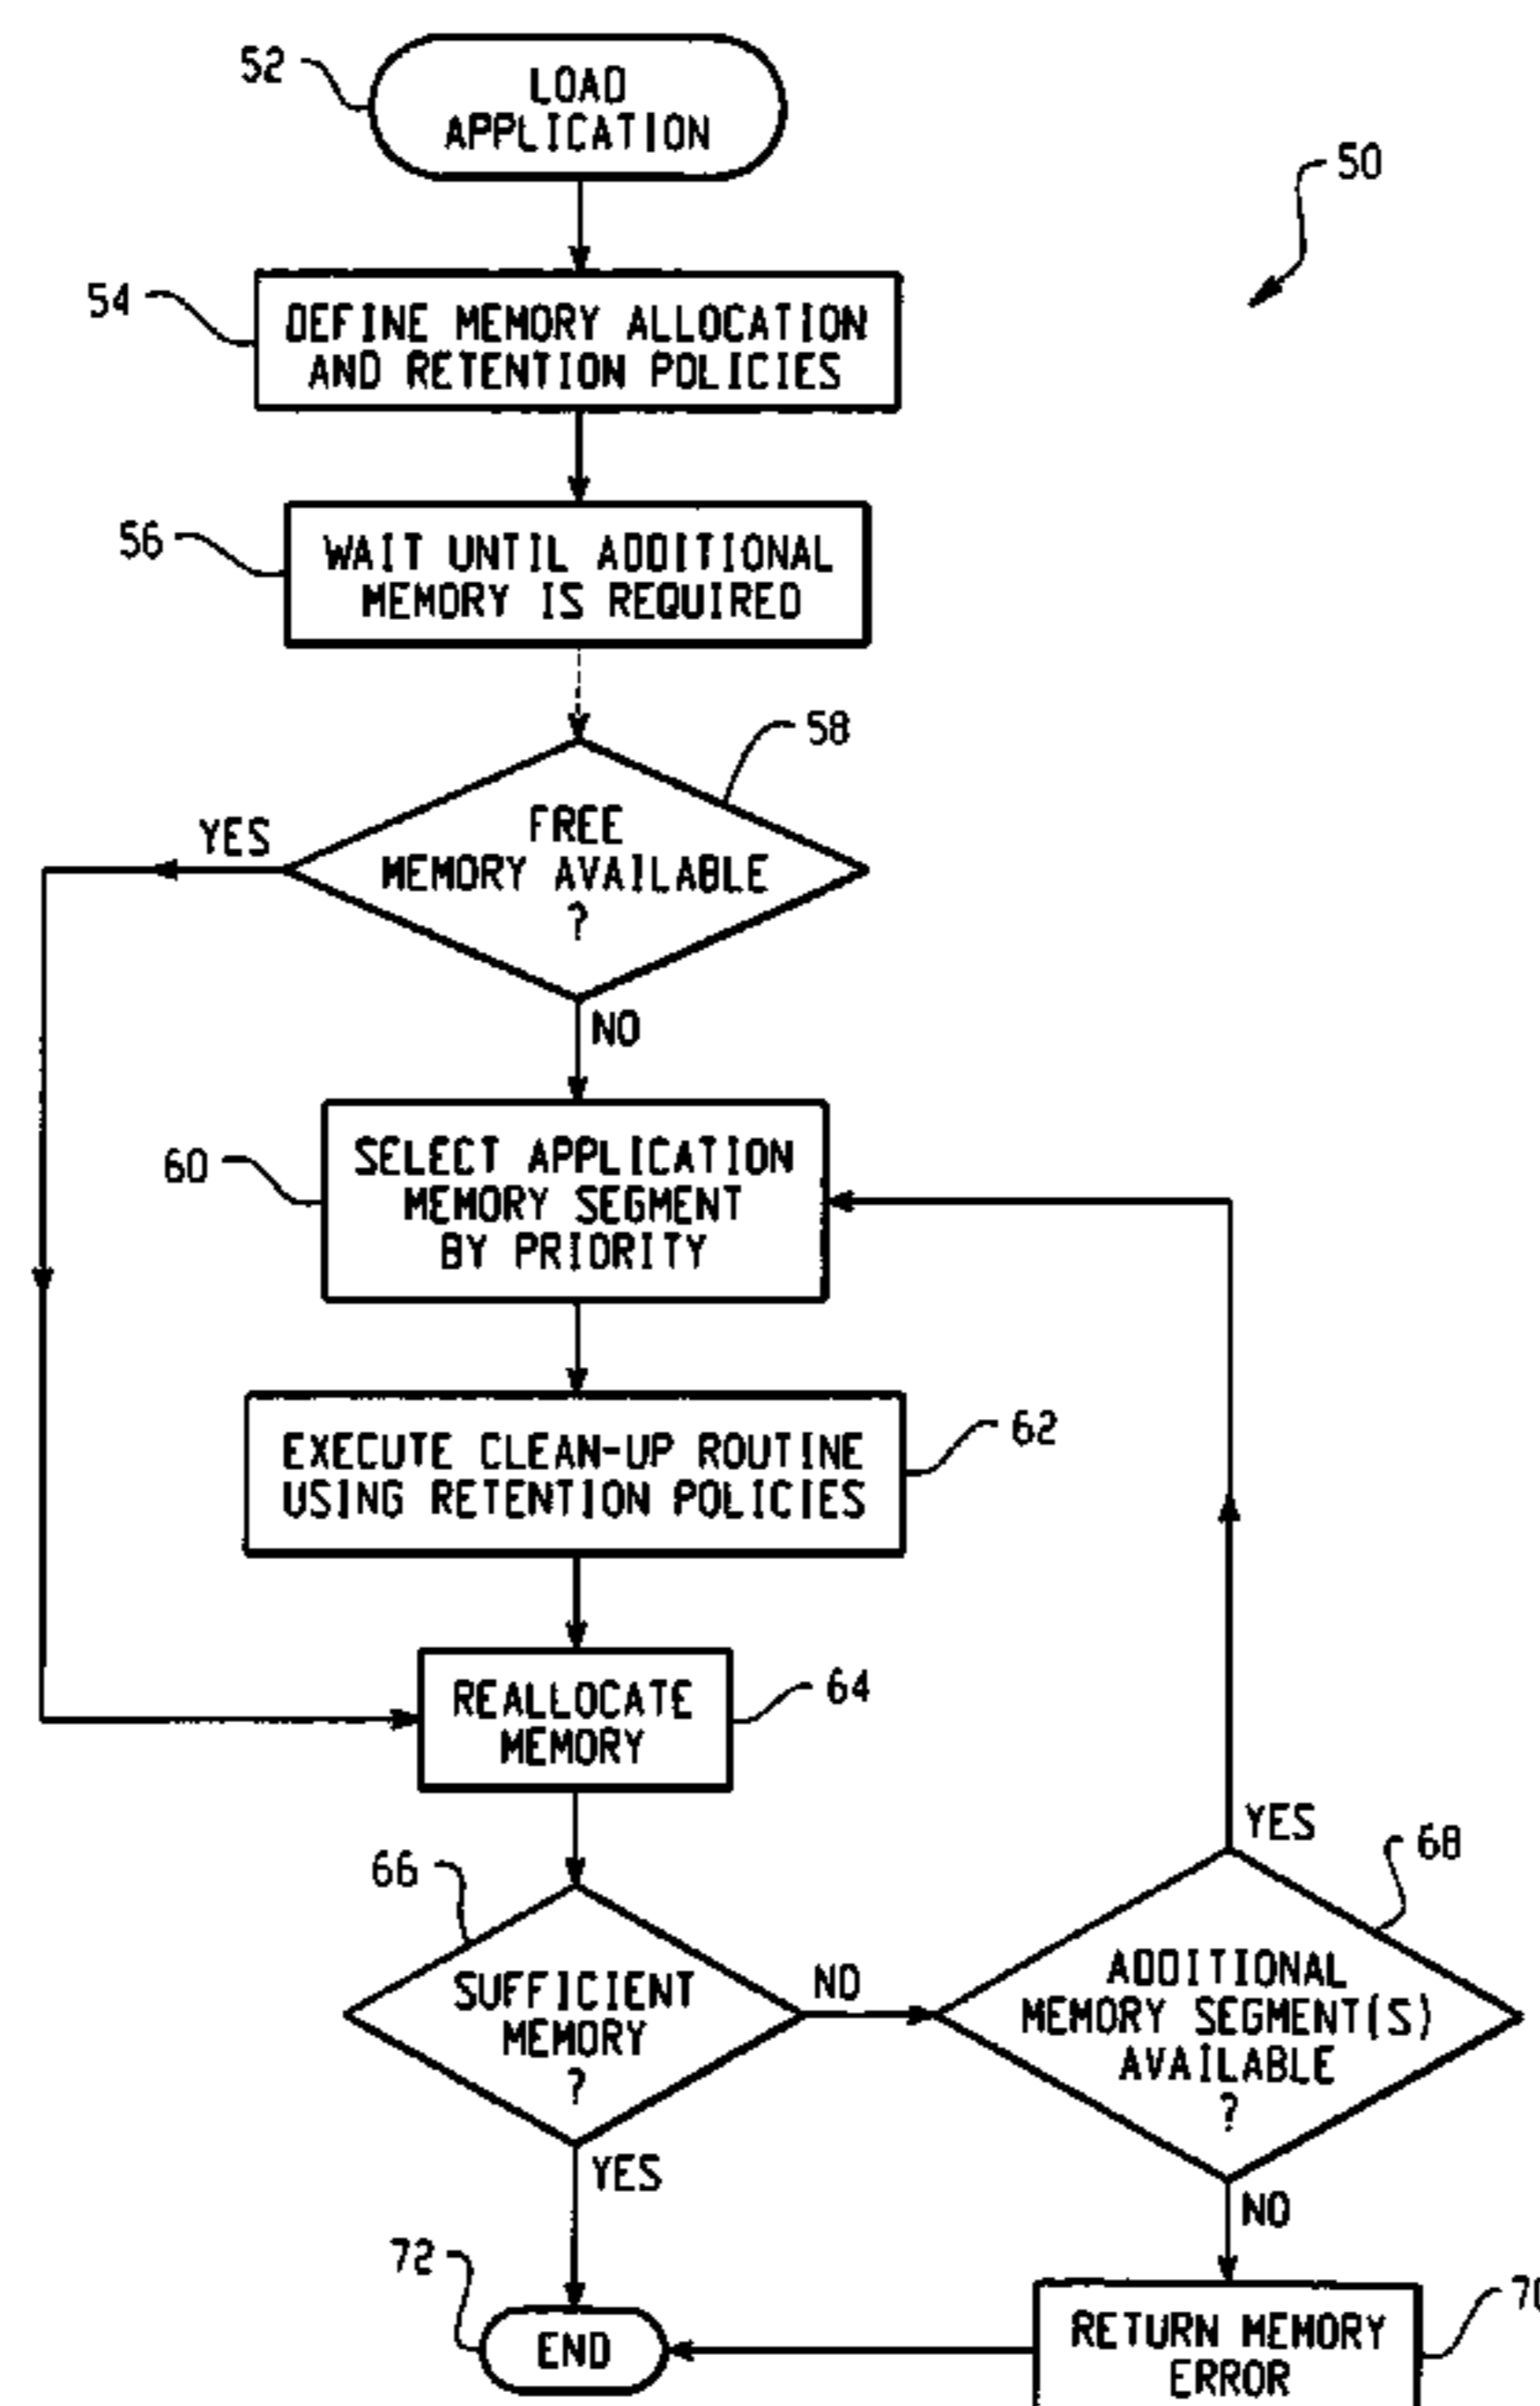 52
LOAD
APPLICATION
50
54
DEFINE MEMORY ALLOCATION
AND RETENTION POLICIES
56
WAIT UNTIL ADDITIONAL
MEMORY IS REQUIRED
58
YES
FREE
MEMORY AVAILABLE
?
NO
60
SELECT APPLICATION
MEMORY SEGMENT
BY PRIORITY
62
EXECUTE CLEAN-UP ROUTINE
USING RETENTION POLICIES
64
REALLOCATE
MEMORY
66
SUFFICIENT
MEMORY
?
NO
YES
68
ADDITIONAL
MEMORY SEGMENT(S)
AVAILABLE
?
YES
NO
72
END
70
RETURN MEMORY
ERROR